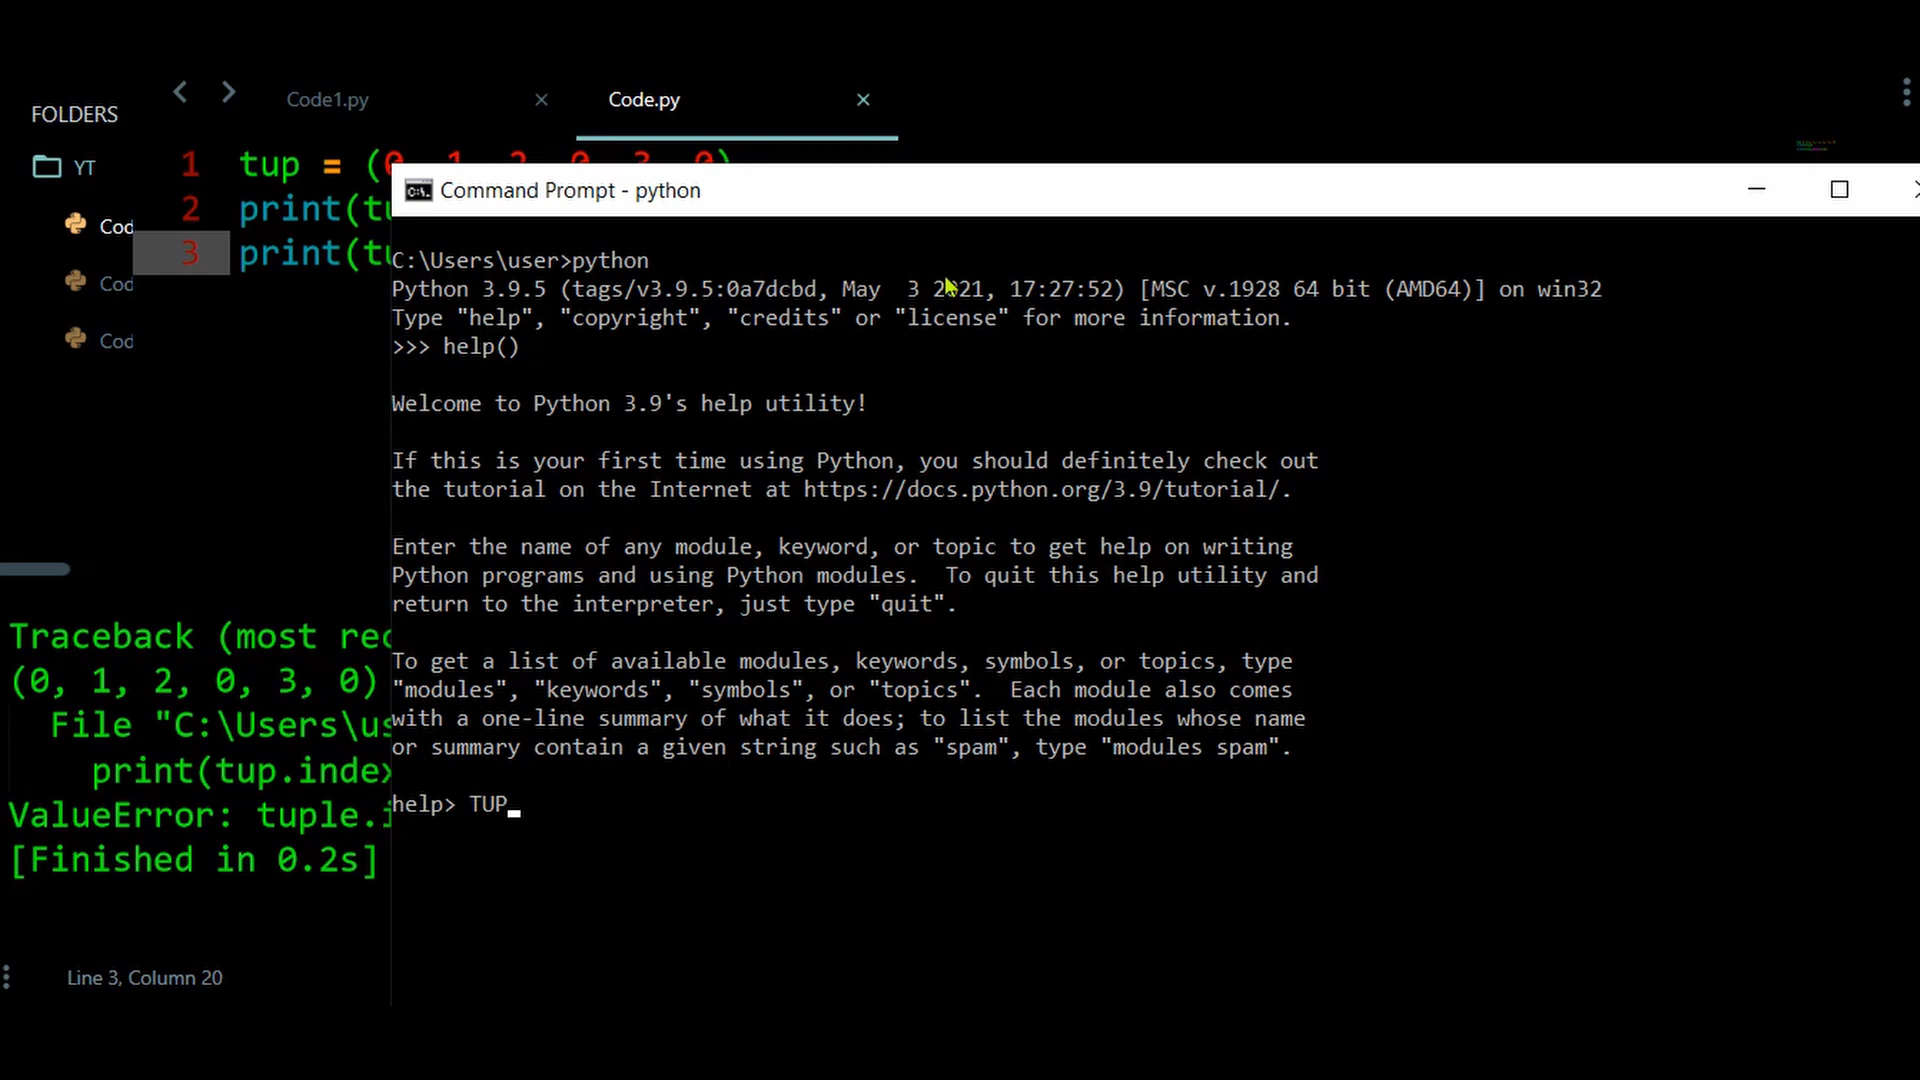 FOLDERS
YT
Cod
Cod
Cod
Code1.py
Code.py
1 tup = (0, 1, 2, 0, 3, 0)
2 print(tu
3 print(tu
Command Prompt - python
C:\Users\user>python
Python 3.9.5 (tags/v3.9.5:0a7dcbd, May  3 2021, 17:27:52) [MSC v.1928 64 bit (AMD64)] on win32
Type "help", "copyright", "credits" or "license" for more information.
>>> help()
Welcome to Python 3.9's help utility!
If this is your first time using Python, you should definitely check out
the tutorial on the Internet at https://docs.python.org/3.9/tutorial/.
Enter the name of any module, keyword, or topic to get help on writing
Python programs and using Python modules.  To quit this help utility and
return to the interpreter, just type "quit".
To get a list of available modules, keywords, symbols, or topics, type
"modules", "keywords", "symbols", or "topics".  Each module also comes
with a one-line summary of what it does; to list the modules whose name
or summary contain a given string such as "spam", type "modules spam".
help> TUP_
Traceback (most rec
(0, 1, 2, 0, 3, 0)
File "C:\Users\us
print(tup.index
ValueError: tuple.i
[Finished in 0.2s]
Line 3, Column 20